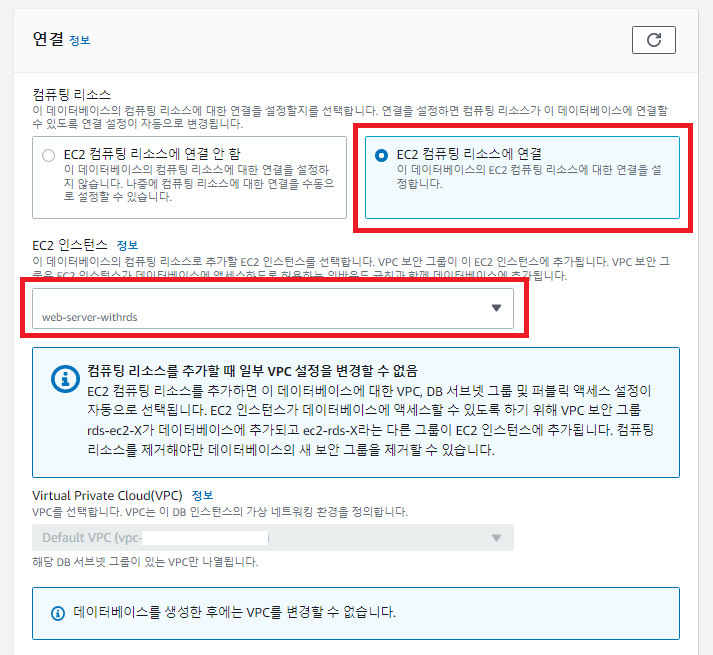 연결 정보
컴퓨팅 리소스
이 데이터베이스의 컴퓨팅 리소스에 대한 연결을 설정할지를 선택합니다. 연결을 설정하면 컴퓨팅 리소스가 이 데이터베이스에 연결할
수 있도록 연결 설정이 자동으로 변경됩니다.
EC2 컴퓨팅 리소스에 연결 안 함
이 데이터베이스의 컴퓨팅 리소스에 대한 연결을 설정하
지 않습니다. 나중에 컴퓨팅 리소스에 대한 연결을 수동으
로 설정할 수 있습니다.
EC2 컴퓨팅 리소스에 연결
이 데이터베이스의 EC2 컴퓨팅 리소스에 대한 연결을 설
정합니다.
EC2 인스턴스 정보
이 데이터베이스의 컴퓨팅 리소스로 추가할 EC2 인스턴스를 선택합니다. VPC 보안 그룹이 이 EC2 인스턴스에 추가됩니다. VPC 보안 그
룹은 EC2 인스턴스가 데이터베이스에 액세스하도록 허용하는 인바운드 규칙과 함께 데이터베이스에 추가됩니다.
web-server-withrds
컴퓨팅 리소스를 추가할 때 일부 VPC 설정을 변경할 수 없음
EC2 컴퓨팅 리소스를 추가하면 이 데이터베이스에 대한 VPC, DB 서브넷 그룹 및 퍼블릭 액세스 설정이
자동으로 선택됩니다. EC2 인스턴스가 데이터베이스에 액세스할 수 있도록 하기 위해 VPC 보안 그룹
rds-ec2-X가 데이터베이스에 추가되고 ec2-rds-X라는 다른 그룹이 EC2 인스턴스에 추가됩니다. 컴퓨팅
리소스를 제거해야만 데이터베이스의 새 보안 그룹을 제거할 수 있습니다.
Virtual Private Cloud(VPC) 정보
VPC를 선택합니다. VPC는 이 DB 인스턴스의 가상 네트워킹 환경을 정의합니다.
Default VPC (vpc-
해당 DB 서브넷 그룹이 있는 VPC만 나열됩니다.
데이터베이스를 생성한 후에는 VPC를 변경할 수 없습니다.